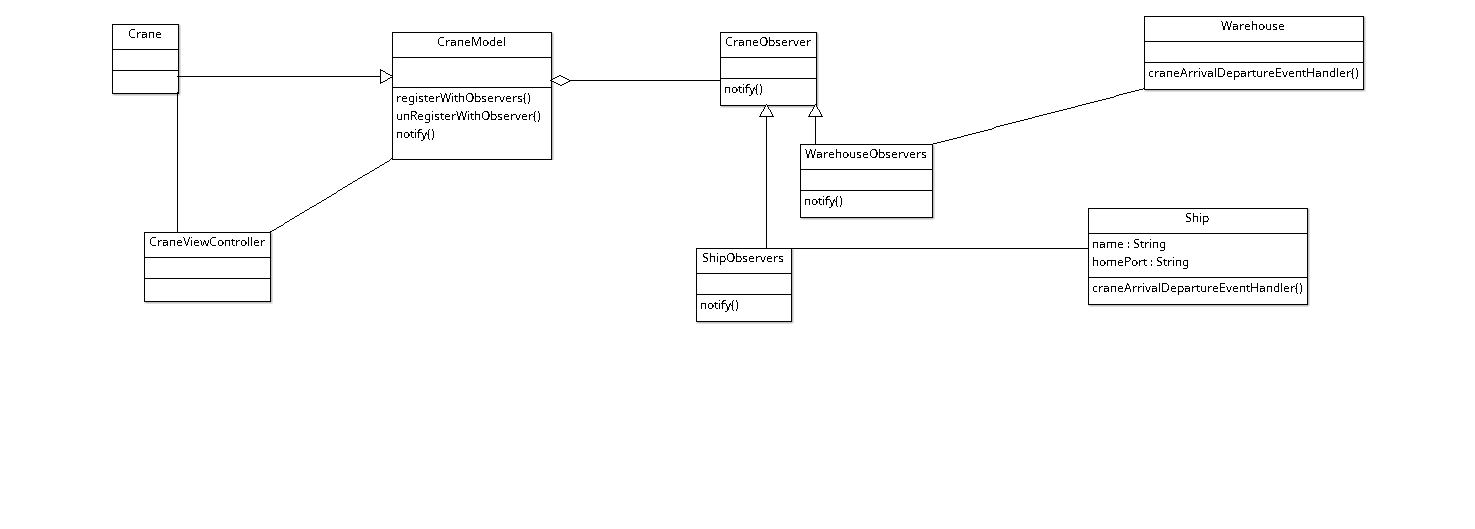 Crane
CraneModel
registerWithObservers()
unRegisterWithObserver()
notify()
CraneObserver
notify()
Warehouse
craneArrivalDepartureEventHandler()
WarehouseObservers
notify()
CraneViewController
ShipObservers
notify()
Ship
name : String
homePort : String
craneArrivalDepartureEventHandler()